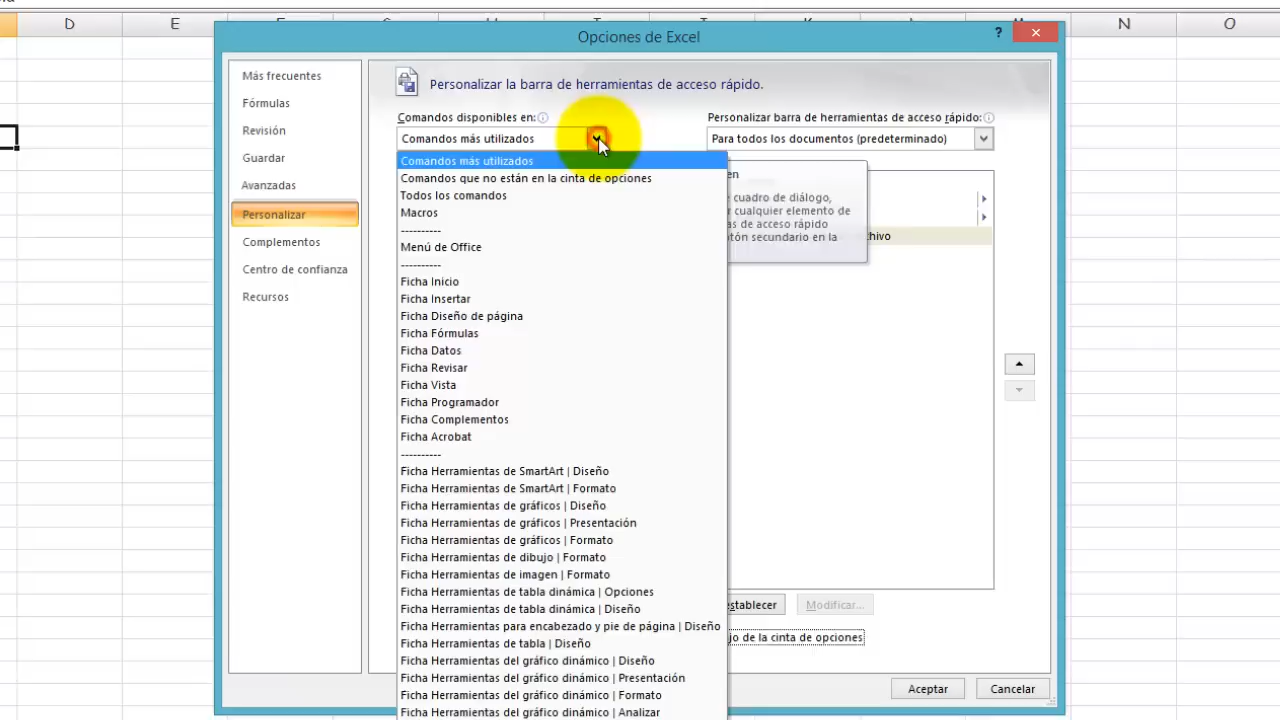 D E N O
Opciones de Excel
?
Más frecuentes
Fórmulas
Revisión
Guardar
Avanzadas
Personalizar
Complementos
Centro de confianza
Recursos
Personalizar la barra de herramientas de acceso rápido.
Comandos disponibles en:
Comandos más utilizados
Comandos más utilizados
Comandos que no están en la cinta de opciones
Todos los comandos
Macros
----------
Menú de Office
----------
Ficha Inicio
Ficha Insertar
Ficha Diseño de página
Ficha Fórmulas
Ficha Datos
Ficha Revisar
Ficha Vista
Ficha Programador
Ficha Complementos
Ficha Acrobat
----------
Ficha Herramientas de SmartArt | Diseño
Ficha Herramientas de SmartArt | Formato
Ficha Herramientas de gráficos | Diseño
Ficha Herramientas de gráficos | Presentación
Ficha Herramientas de gráficos | Formato
Ficha Herramientas de dibujo | Formato
Ficha Herramientas de imagen | Formato
Ficha Herramientas de tabla dinámica | Opciones
Ficha Herramientas de tabla dinámica | Diseño
Ficha Herramientas para encabezado y pie de página | Diseño
Ficha Herramientas de tabla | Diseño
Ficha Herramientas del gráfico dinámico | Diseño
Ficha Herramientas del gráfico dinámico | Presentación
Ficha Herramientas del gráfico dinámico | Formato
Ficha Herramientas del gráfico dinámico | Analizar
Personalizar barra de herramientas de acceso rápido:
Para todos los documentos (predeterminado)
en
e cuadro de diálogo,
r cualquier elemento de
as de acceso rápido
otón secundario en la
chivo
establecer
Modificar...
jo de la cinta de opciones
Aceptar
Cancelar